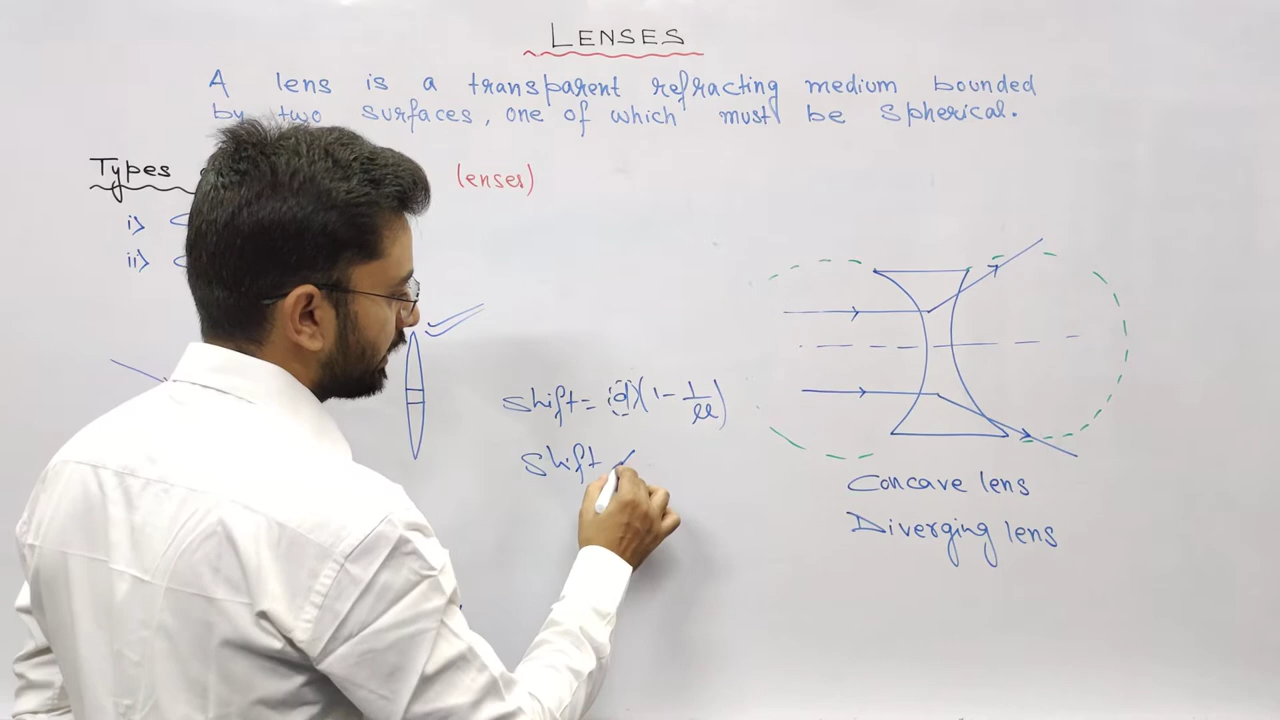 LENSES
A lens is a transparent refracting medium bounded
by two surfaces, one of which must be spherical.
Types
(lenses)
i)
ii)
Shift = (d)(1 - 1/μ)
Shift
Concave lens
Diverging lens